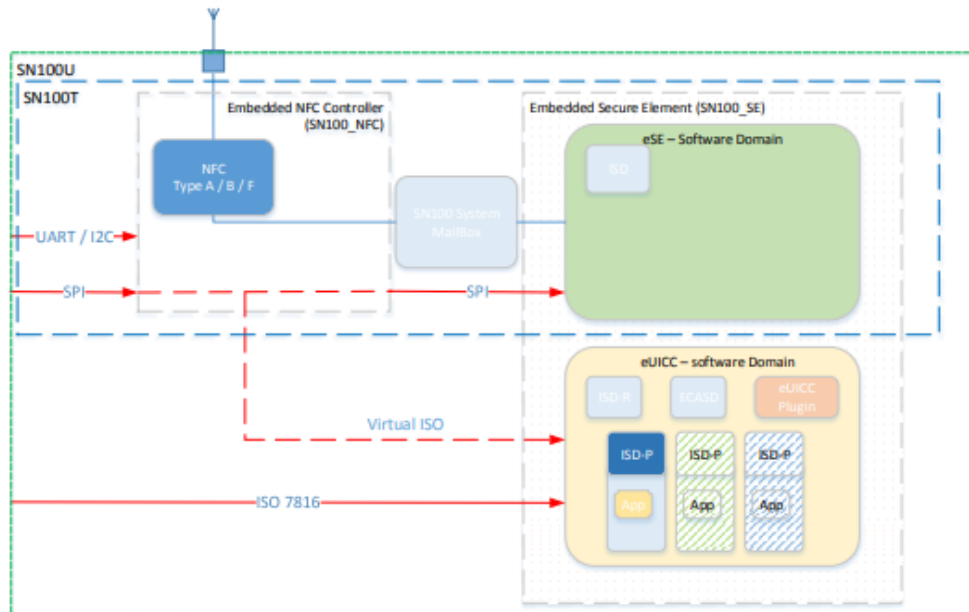 SN100U
SN100T
Embedded NFC Controller
(SN100_NFC)
Embedded Secure Element (SN100_SE)
eSE – Software Domain
ISD
NFC
Type A / B / F
SN100 System
MailBox
UART / I2C
SPI
SPI
eUICC – software Domain
ISD-R
ECASD
eUICC
Plugin
Virtual ISO
ISD-P
ISD-P
ISD-P
App
App
App
ISO 7816